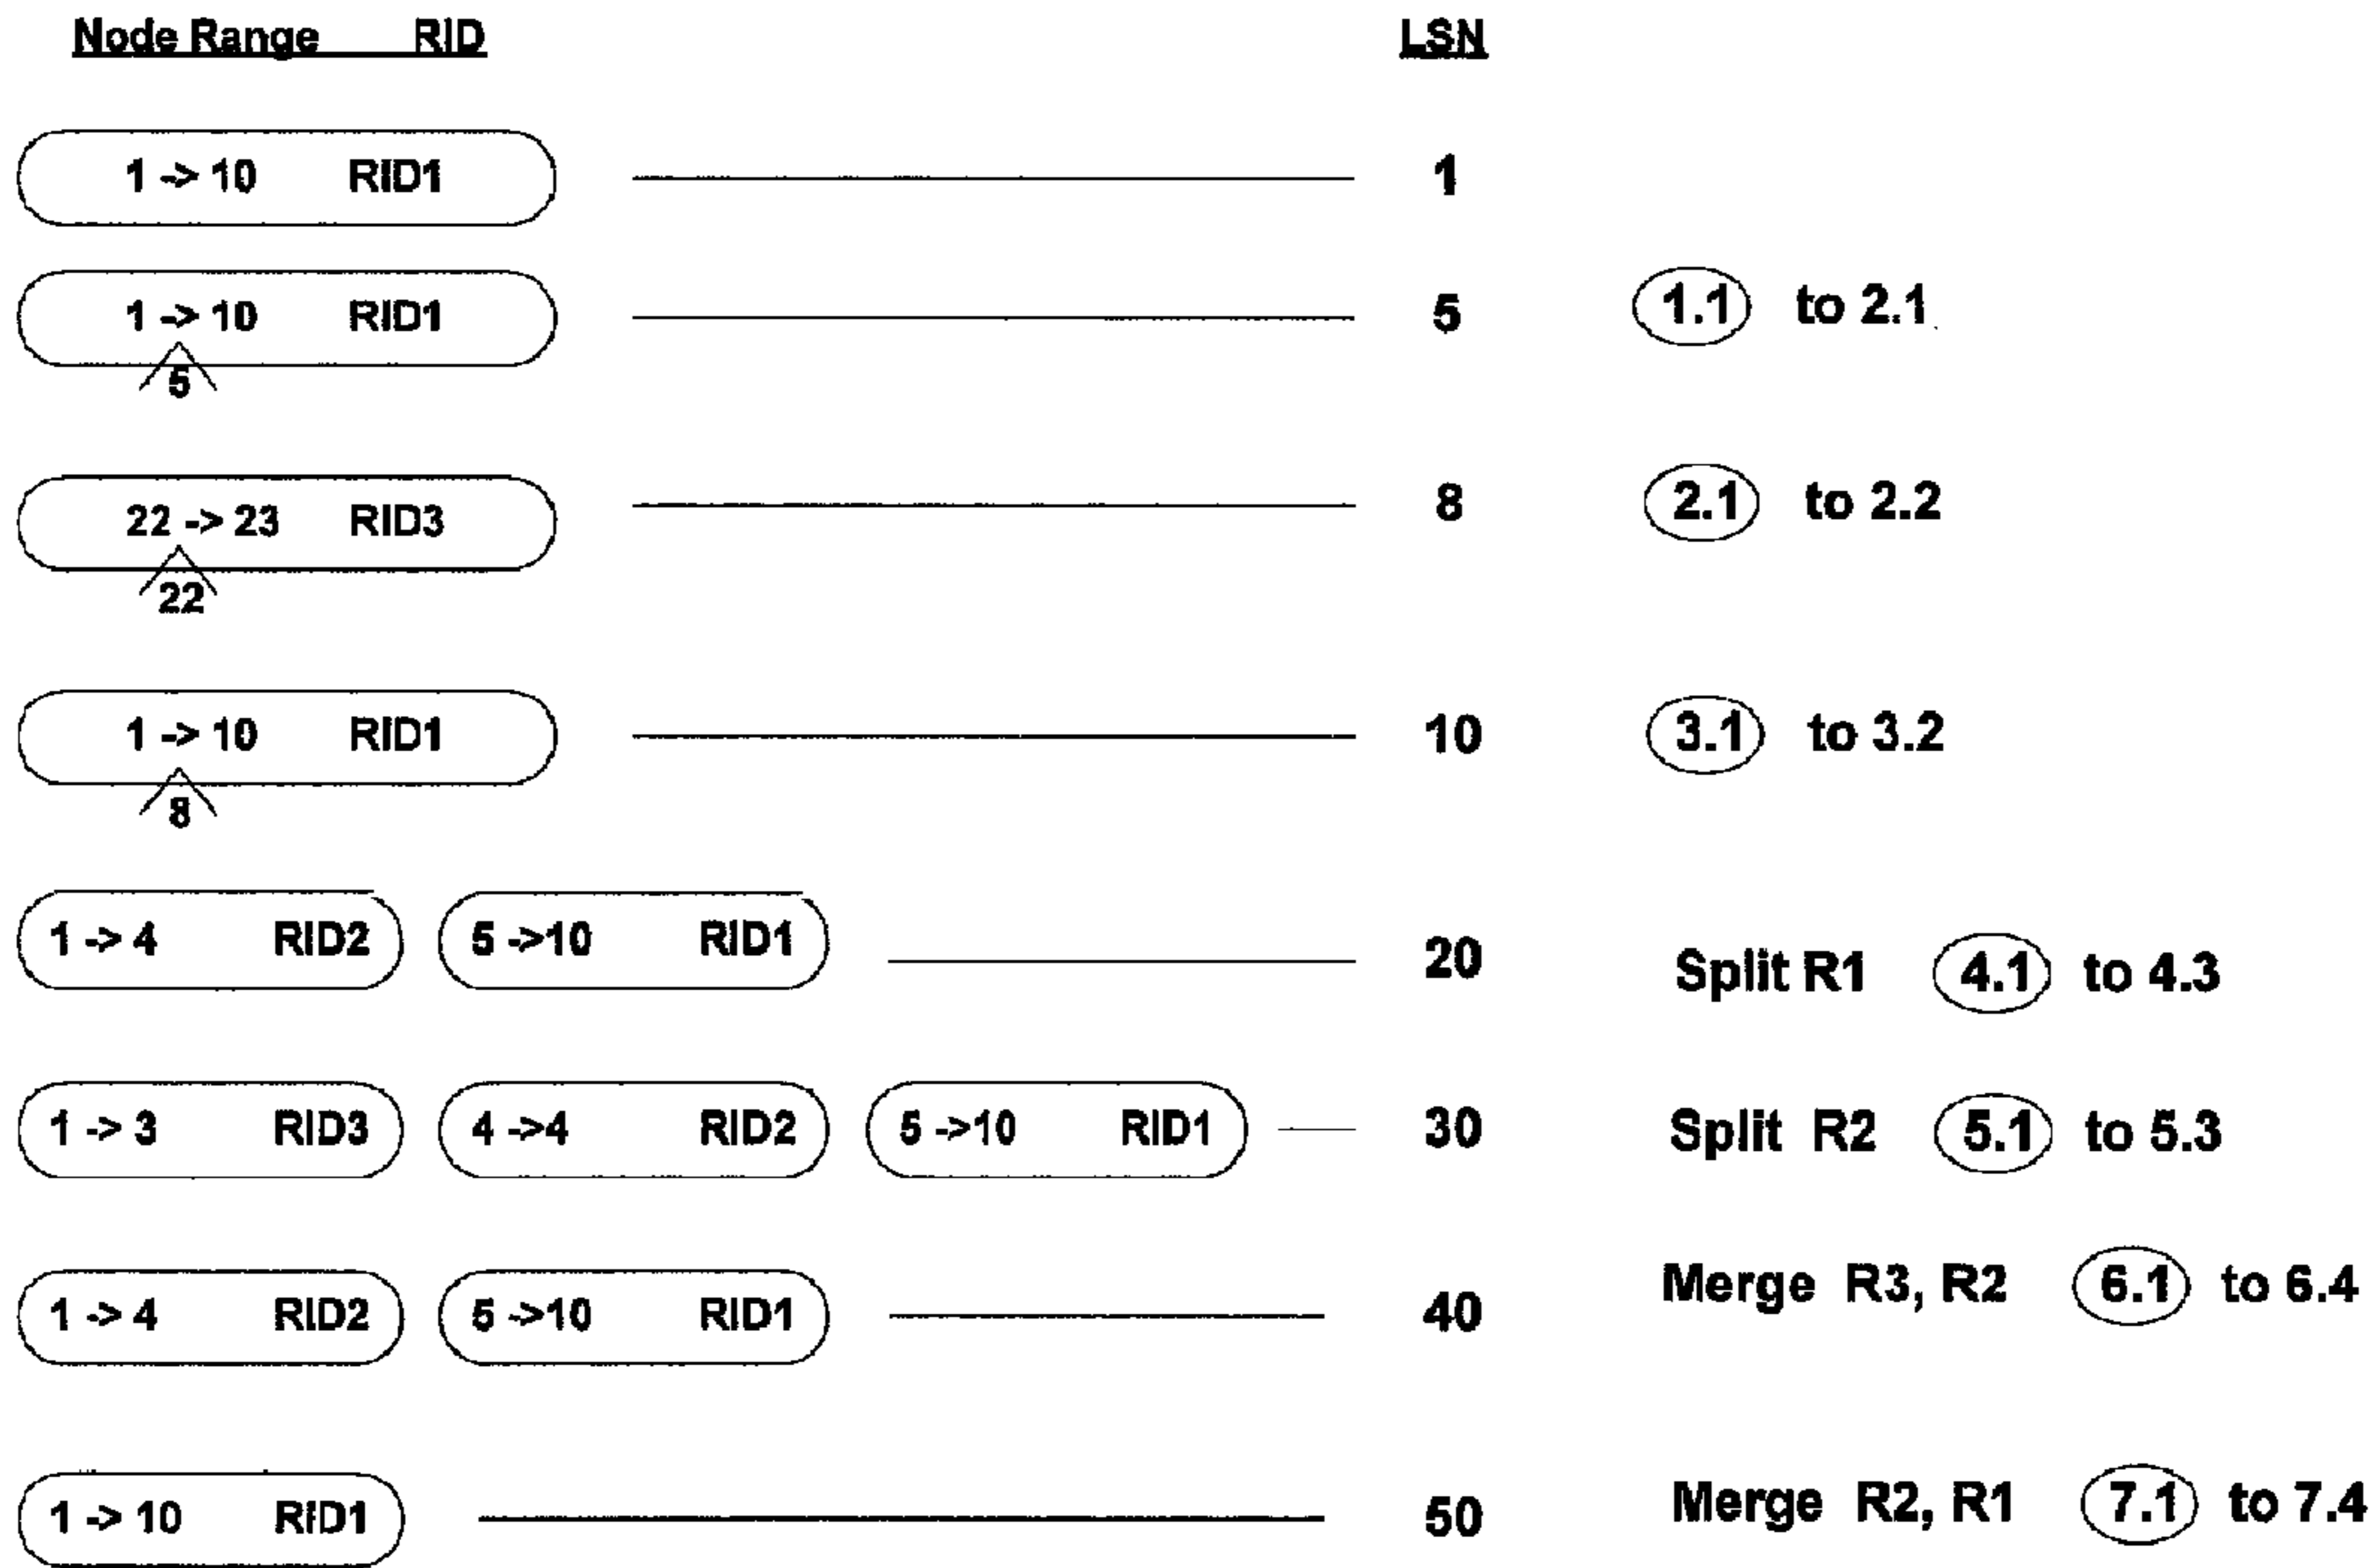 Node Range RID LSN
1 -> 10 RID1 1
1 -> 10 RID1 5 1.1 to 2.1
5
22 -> 23 RID3 8 2.1 to 2.2
22
1 -> 10 RID1 10 3.1 to 3.2
8
1 -> 4 RID2 5 ->10 RID1 20 Split R1 4.1 to 4.3
1 -> 3 RID3 4 ->4 RID2 5 ->10 RID1 30 Split R2 5.1 to 5.3
1 -> 4 RID2 5 ->10 RID1 40 Merge R3, R2 6.1 to 6.4
1 -> 10 RID1 50 Merge R2, R1 7.1 to 7.4